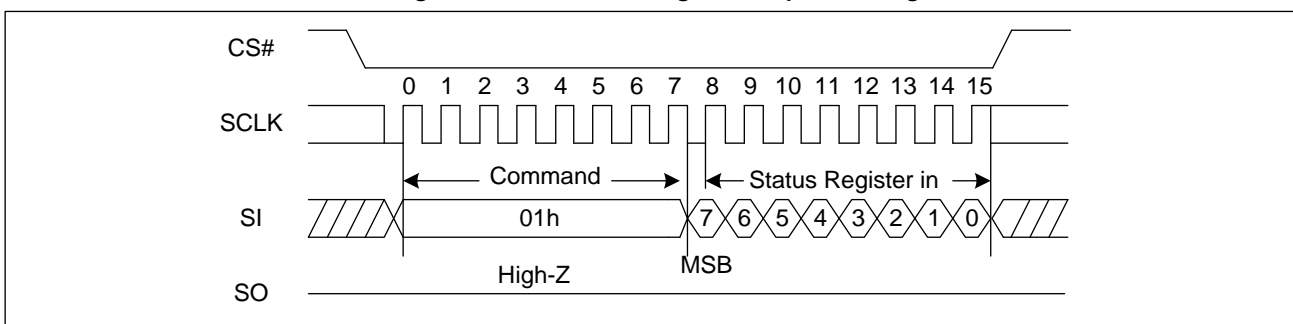 CS#
0 1 2 3 4 5 6 7 8 9 10 11 12 13 14 15
SCLK
Command Status Register in
SI 01h 7 6 5 4 3 2 1 0
High-Z MSB
SO